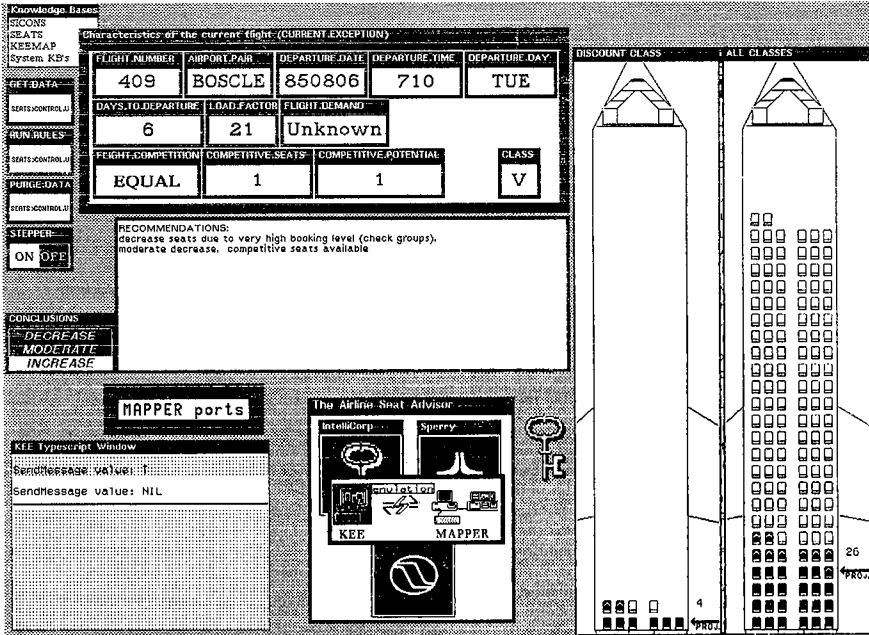 Knowledge Bases
SICONS
SEATS
KEEMAP
System KB's
Characteristics of the current flight (CURRENT.EXCEPTION)
FLIGHT.NUMBER AIRPORT.PAIR DEPARTURE.DATE DEPARTURE.TIME DEPARTURE.DAY
409 BOSCLE 850806 710 TUE
DAYS.TO.DEPARTURE LOAD.FACTOR FLIGHT.DEMAND
6 21 Unknown
FLIGHT.COMPETITION COMPETITIVE.SEATS COMPETITIVE.POTENTIAL CLASS
EQUAL 1 1 V
GET.DATA
SEATS>CONTROL.U
RUN.RULES
SEATS>CONTROL.U
PURGE.DATA
SEATS>CONTROL.U
STEPPER
ON OFF
RECOMMENDATIONS:
decrease seats due to very high booking level (check groups).
moderate decrease. competitive seats available
CONCLUSIONS
DECREASE
MODERATE
INCREASE
MAPPER ports
KEE Typescript Window
SendMessage value: T
SendMessage value: NIL
The Airline Seat Advisor
IntelliCorp Sperry
KEE MAPPER
DISCOUNT CLASS
4
PROJ.
ALL CLASSES
26
PROJ.